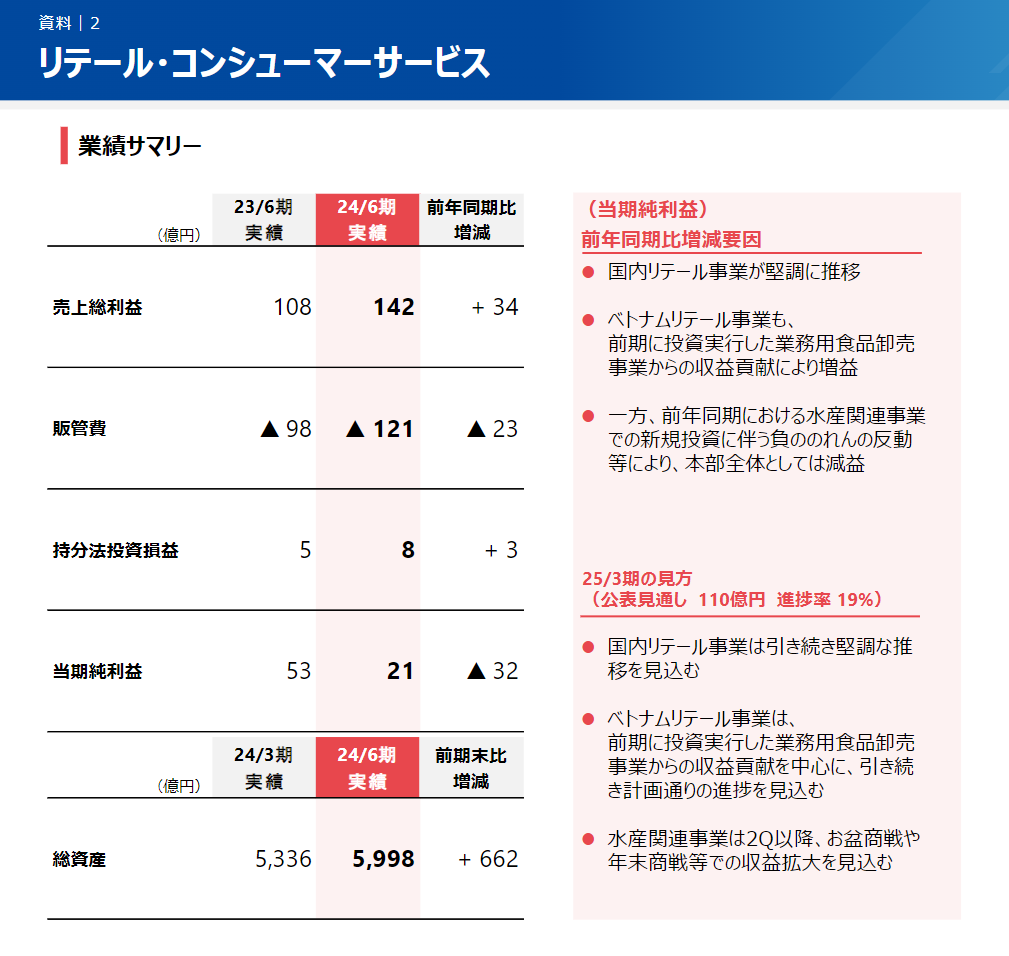 資料｜2
リテール・コンシューマーサービス
業績サマリー
（億円） 23/6期 実績 24/6期 実績 前年同期比 増減
売上総利益 108 142 + 34
販管費 ▲ 98 ▲ 121 ▲ 23
持分法投資損益 5 8 + 3
当期純利益 53 21 ▲ 32
（億円） 24/3期 実績 24/6期 実績 前期末比 増減
総資産 5,336 5,998 + 662
（当期純利益）
前年同期比増減要因
● 国内リテール事業が堅調に推移
● ベトナムリテール事業も、
前期に投資実行した業務用食品卸売
事業からの収益貢献により増益
● 一方、前年同期における水産関連事業
での新規投資に伴う負ののれんの反動
等により、本部全体としては減益
25/3期の見方
（公表見通し 110億円 進捗率 19%）
● 国内リテール事業は引き続き堅調な推
移を見込む
● ベトナムリテール事業は、
前期に投資実行した業務用食品卸売
事業からの収益貢献を中心に、引き続
き計画通りの進捗を見込む
● 水産関連事業は2Q以降、お盆商戦や
年末商戦等での収益拡大を見込む